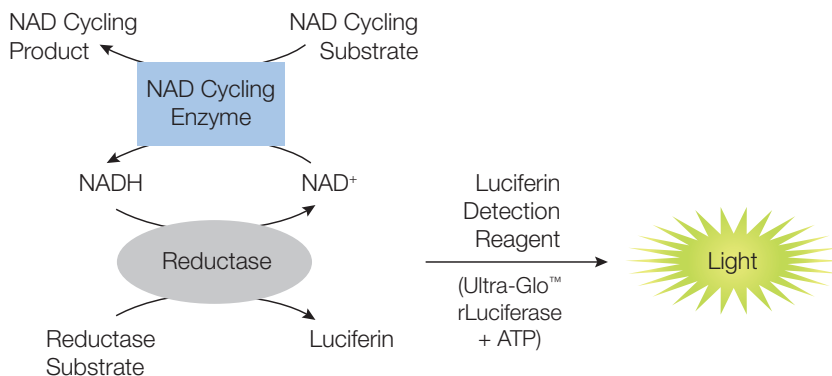 NAD Cycling
Product
NAD Cycling
Substrate
NAD Cycling
Enzyme
NADH
NAD⁺
Reductase
Reductase
Substrate
Luciferin
Luciferin
Detection
Reagent
(Ultra-Glo™
rLuciferase
+ ATP)
Light